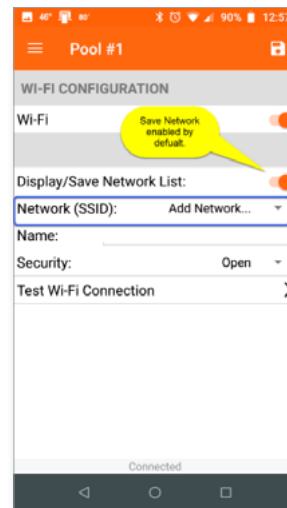 46° 80° 90% 12:57
Pool #1
WI-FI CONFIGURATION
Wi-Fi
Save Network
enabled by
defualt.
Display/Save Network List:
Network (SSID): Add Network...
Name:
Security: Open
Test Wi-Fi Connection
Connected